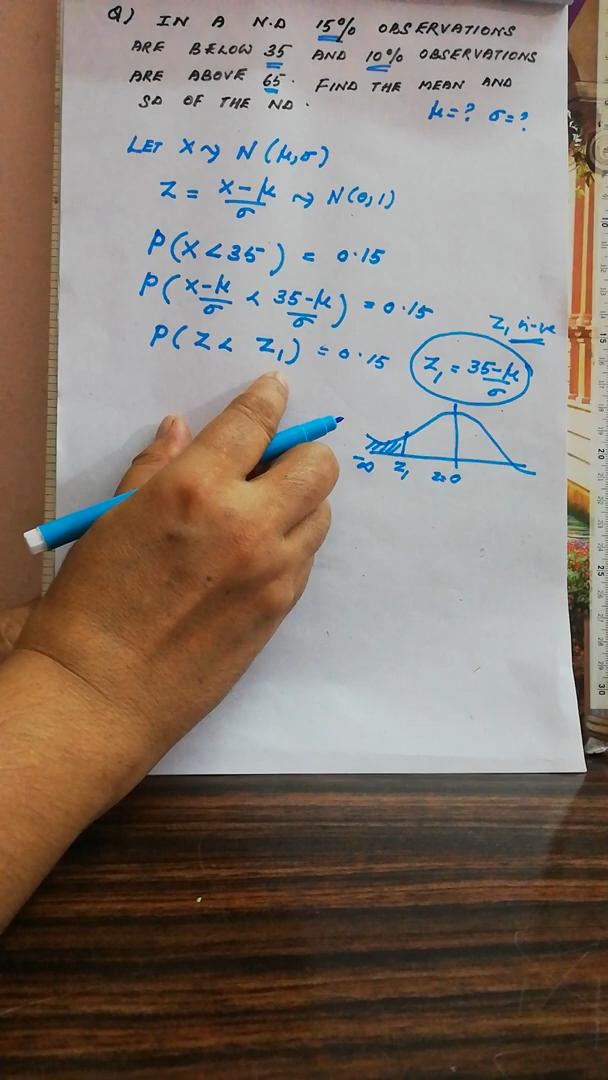 Q) IN A N.D 15% OBSERVATIONS
ARE BELOW 35 AND 10% OBSERVATIONS
ARE ABOVE 65. FIND THE MEAN AND
SD OF THE ND.
μ=? σ=?
LET X ~ N(μ,σ)
Z = x-μ/σ ~ N(0,1)
P(X<35) = 0.15
P(x-μ/σ < 35-μ/σ) = 0.15
Z1 is -ve
P(Z< Z1) = 0.15
Z1 = 35-μ/σ
-∞ Z1 z=0